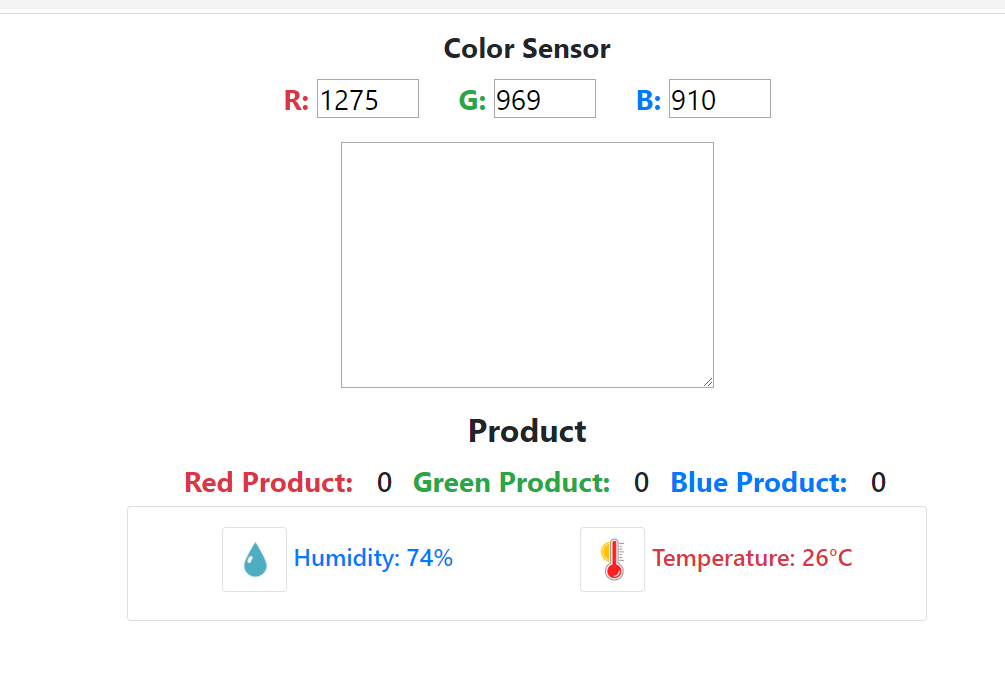 Color Sensor
R: 1275 G: 969 B: 910
Product
Red Product: 0 Green Product: 0 Blue Product: 0
Humidity: 74% Temperature: 26°C